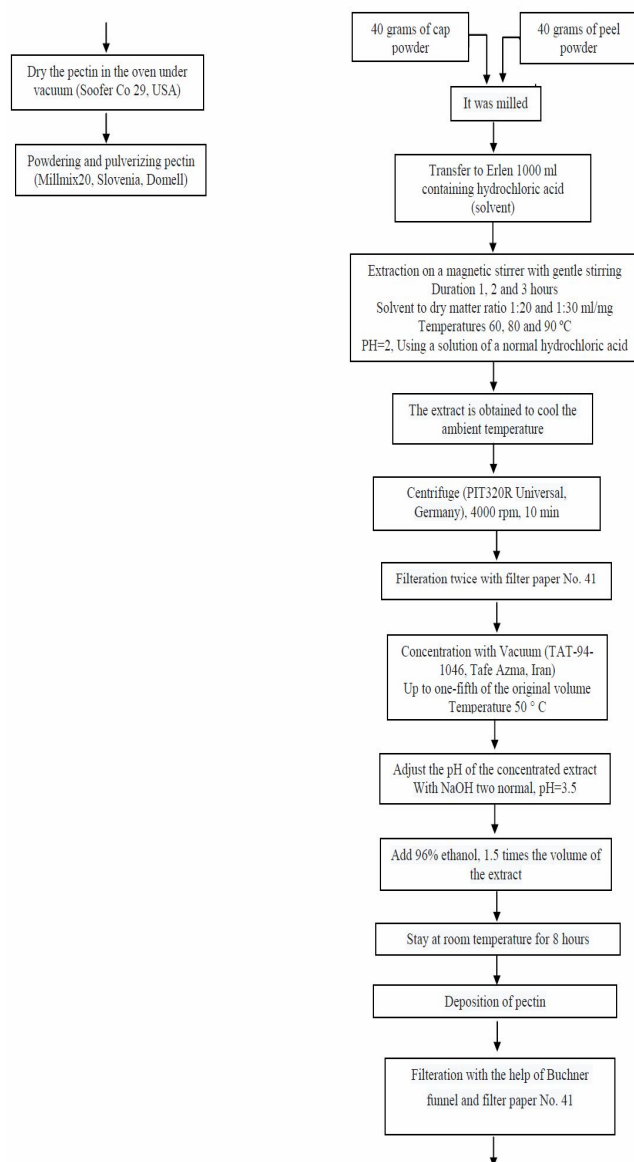 40 grams of cap
powder
40 grams of peel
powder
It was milled
Transfer to Erlen 1000 ml
containing hydrochloric acid
(solvent)
Extraction on a magnetic stirrer with gentle stirring
Duration 1, 2 and 3 hours
Solvent to dry matter ratio 1:20 and 1:30 ml/mg
Temperatures 60, 80 and 90 ºC
PH=2, Using a solution of a normal hydrochloric acid
The extract is obtained to cool the
ambient temperature
Centrifuge (PIT320R Universal,
Germany), 4000 rpm, 10 min
Filteration twice with filter paper No. 41
Concentration with Vacuum (TAT-94-
1046, Tafe Azma, Iran)
Up to one-fifth of the original volume
Temperature 50 ° C
Adjust the pH of the concentrated extract
With NaOH two normal, pH=3.5
Add 96% ethanol, 1.5 times the volume of
the extract
Stay at room temperature for 8 hours
Deposition of pectin
Filteration with the help of Buchner
funnel and filter paper No. 41
Dry the pectin in the oven under
vacuum (Soofer Co 29, USA)
Powdering and pulverizing pectin
(Millmix20, Slovenia, Domell)